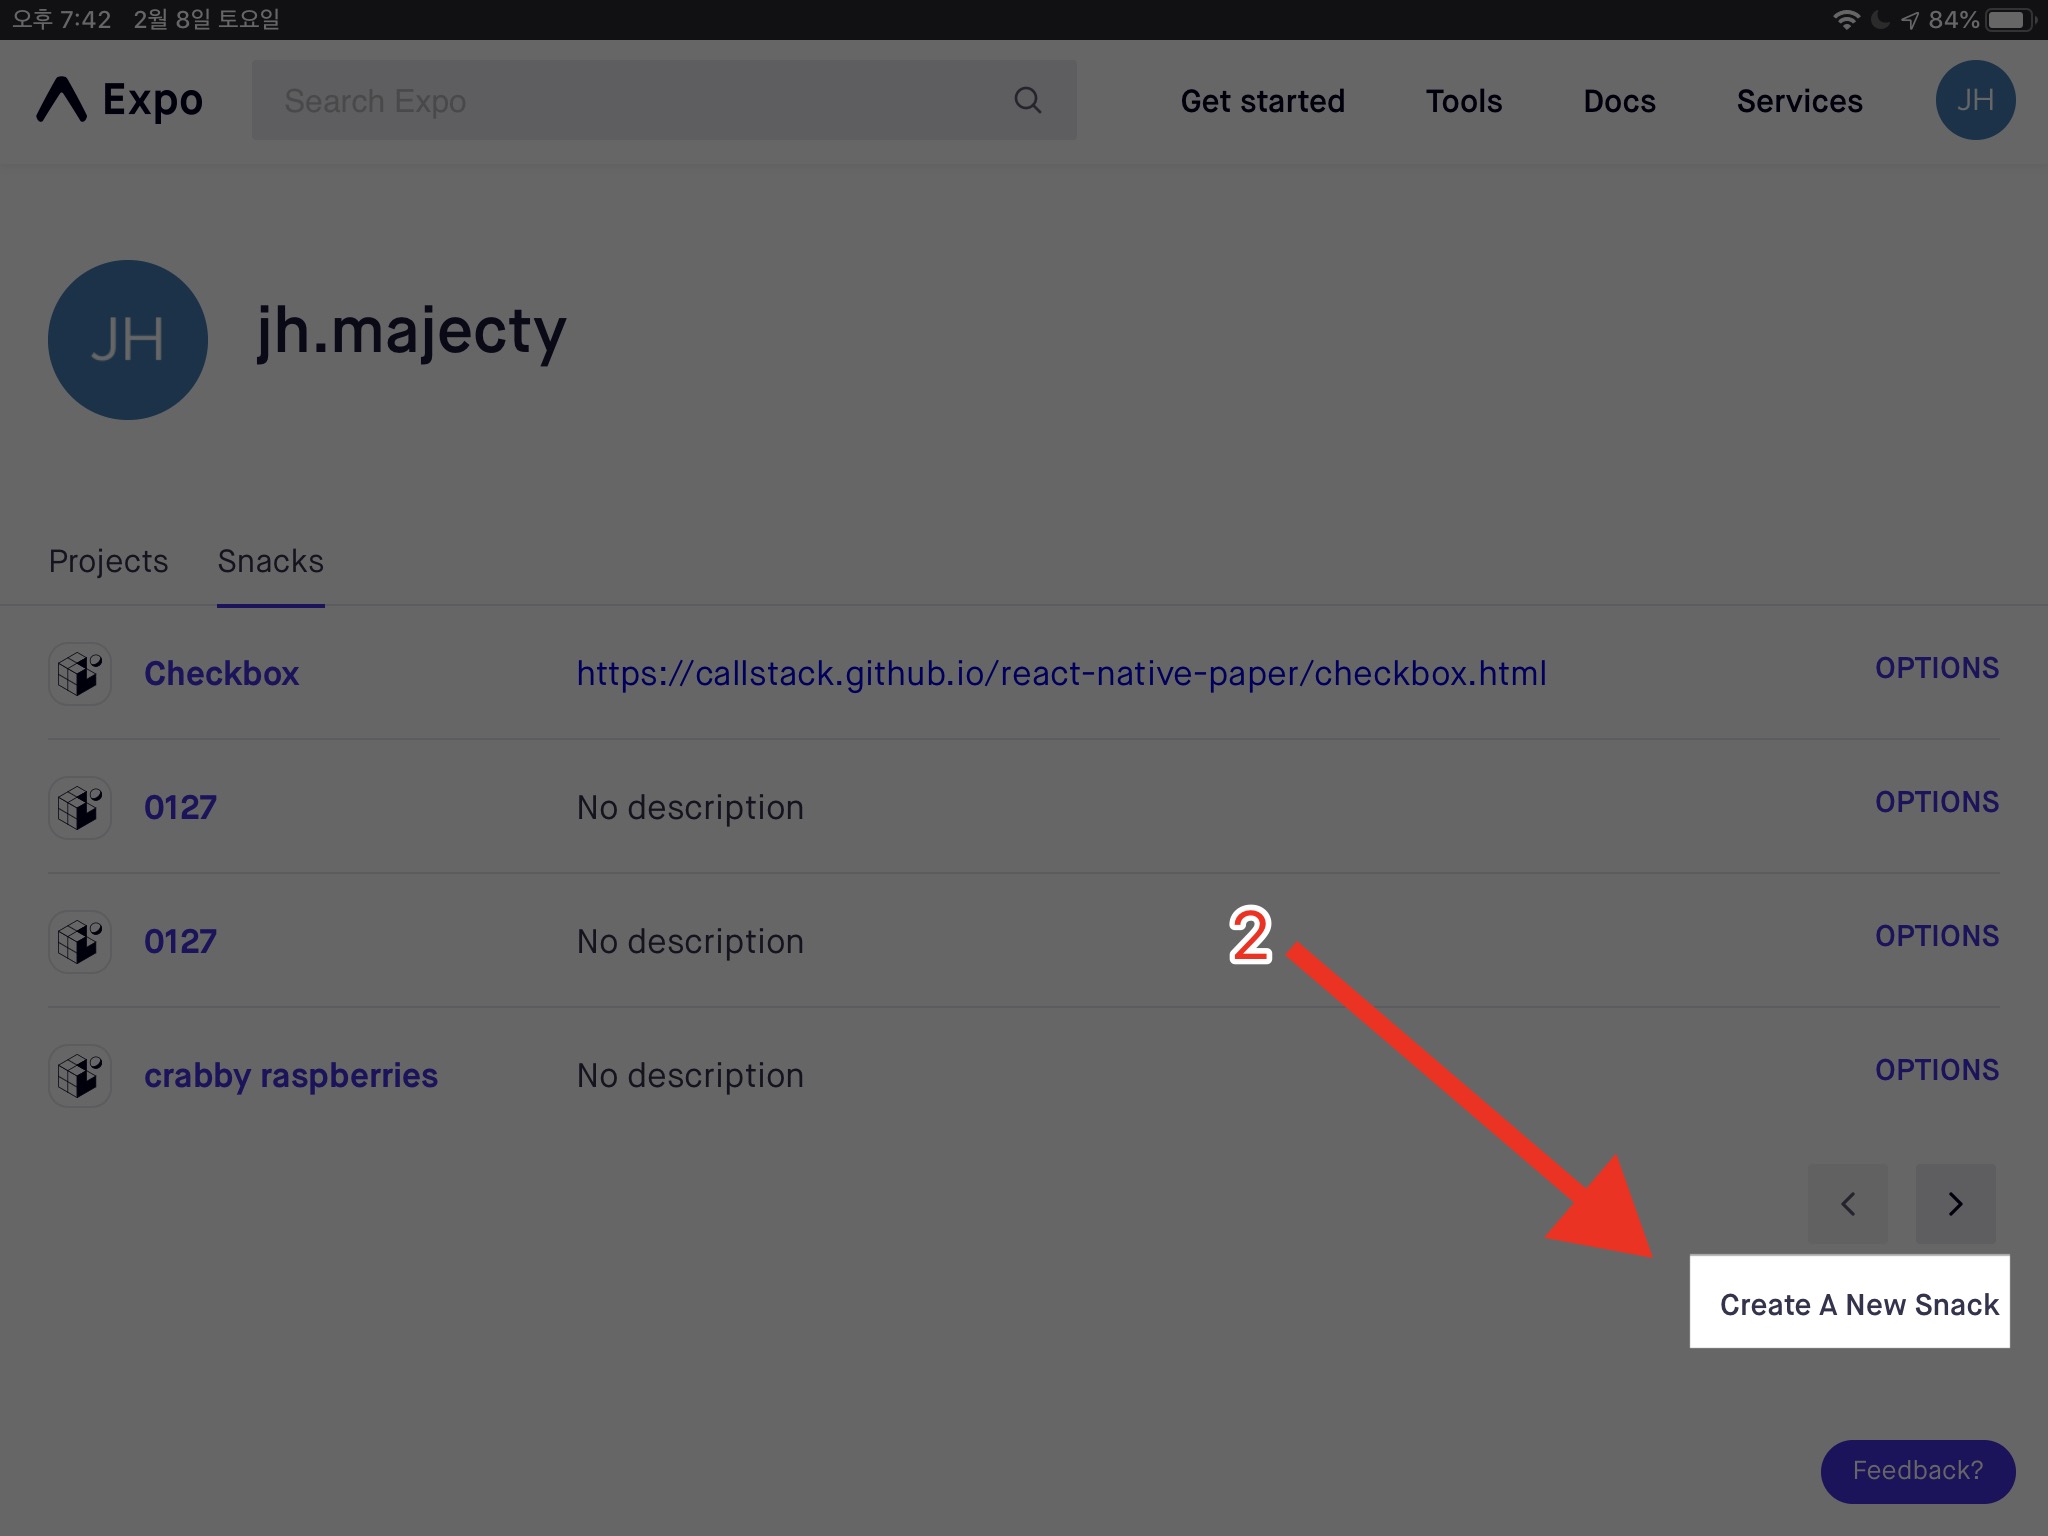 오후 7:42 2월 8일 토요일 84%
Expo Search Expo Get started Tools Docs Services JH
JH jh.majecty
Projects Snacks
Checkbox https://callstack.github.io/react-native-paper/checkbox.html OPTIONS
0127 No description OPTIONS
0127 No description OPTIONS
2
crabby raspberries No description OPTIONS
Create A New Snack
Feedback?